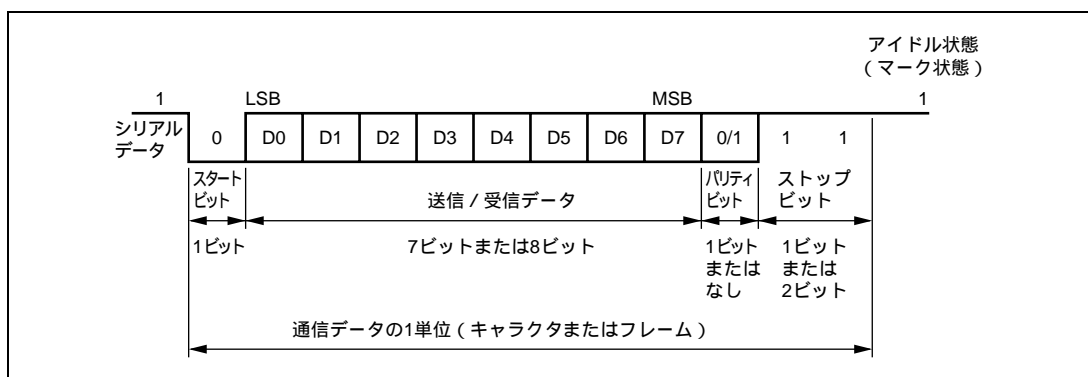 アイドル状態
(マーク状態)
1 LSB MSB 1
シリアル
データ
0 D0 D1 D2 D3 D4 D5 D6 D7 0/1 1 1
スタート
ビット
送信/受信データ
パリティ
ビット
ストップ
ビット
1ビット
7ビットまたは8ビット
1ビット
または
なし
1ビット
または
2ビット
通信データの1単位(キャラクタまたはフレーム)